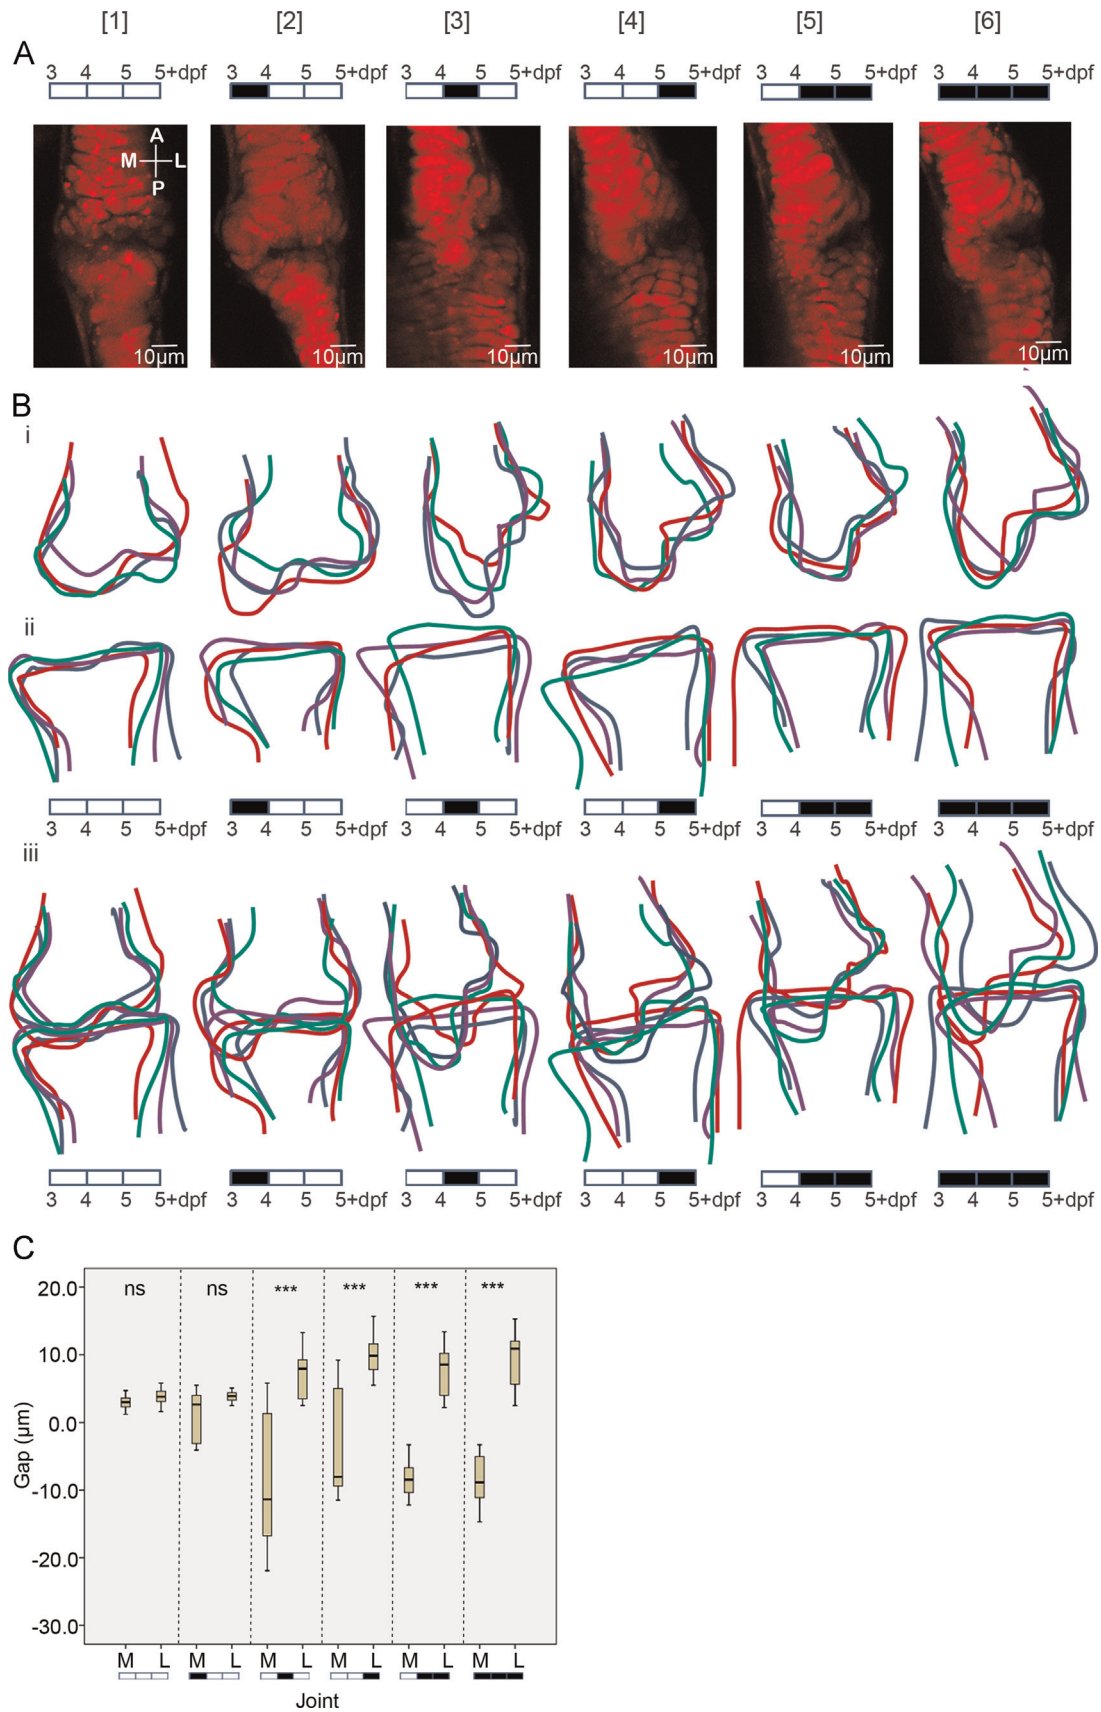 [1] [2] [3] [4] [5] [6]
A
3 4 5 5+dpf 3 4 5 5+dpf 3 4 5 5+dpf 3 4 5 5+dpf 3 4 5 5+dpf 3 4 5 5+dpf
A
M L
P
10μm 10μm 10μm 10μm 10μm 10μm
B
i
ii
3 4 5 5+dpf 3 4 5 5+dpf 3 4 5 5+dpf 3 4 5 5+dpf 3 4 5 5+dpf 3 4 5 5+dpf
iii
3 4 5 5+dpf 3 4 5 5+dpf 3 4 5 5+dpf 3 4 5 5+dpf 3 4 5 5+dpf 3 4 5 5+dpf
C
ns ns *** *** *** ***
20.0
10.0
0.0
-10.0
-20.0
-30.0
Gap (μm)
M L M L M L M L M L M L
Joint